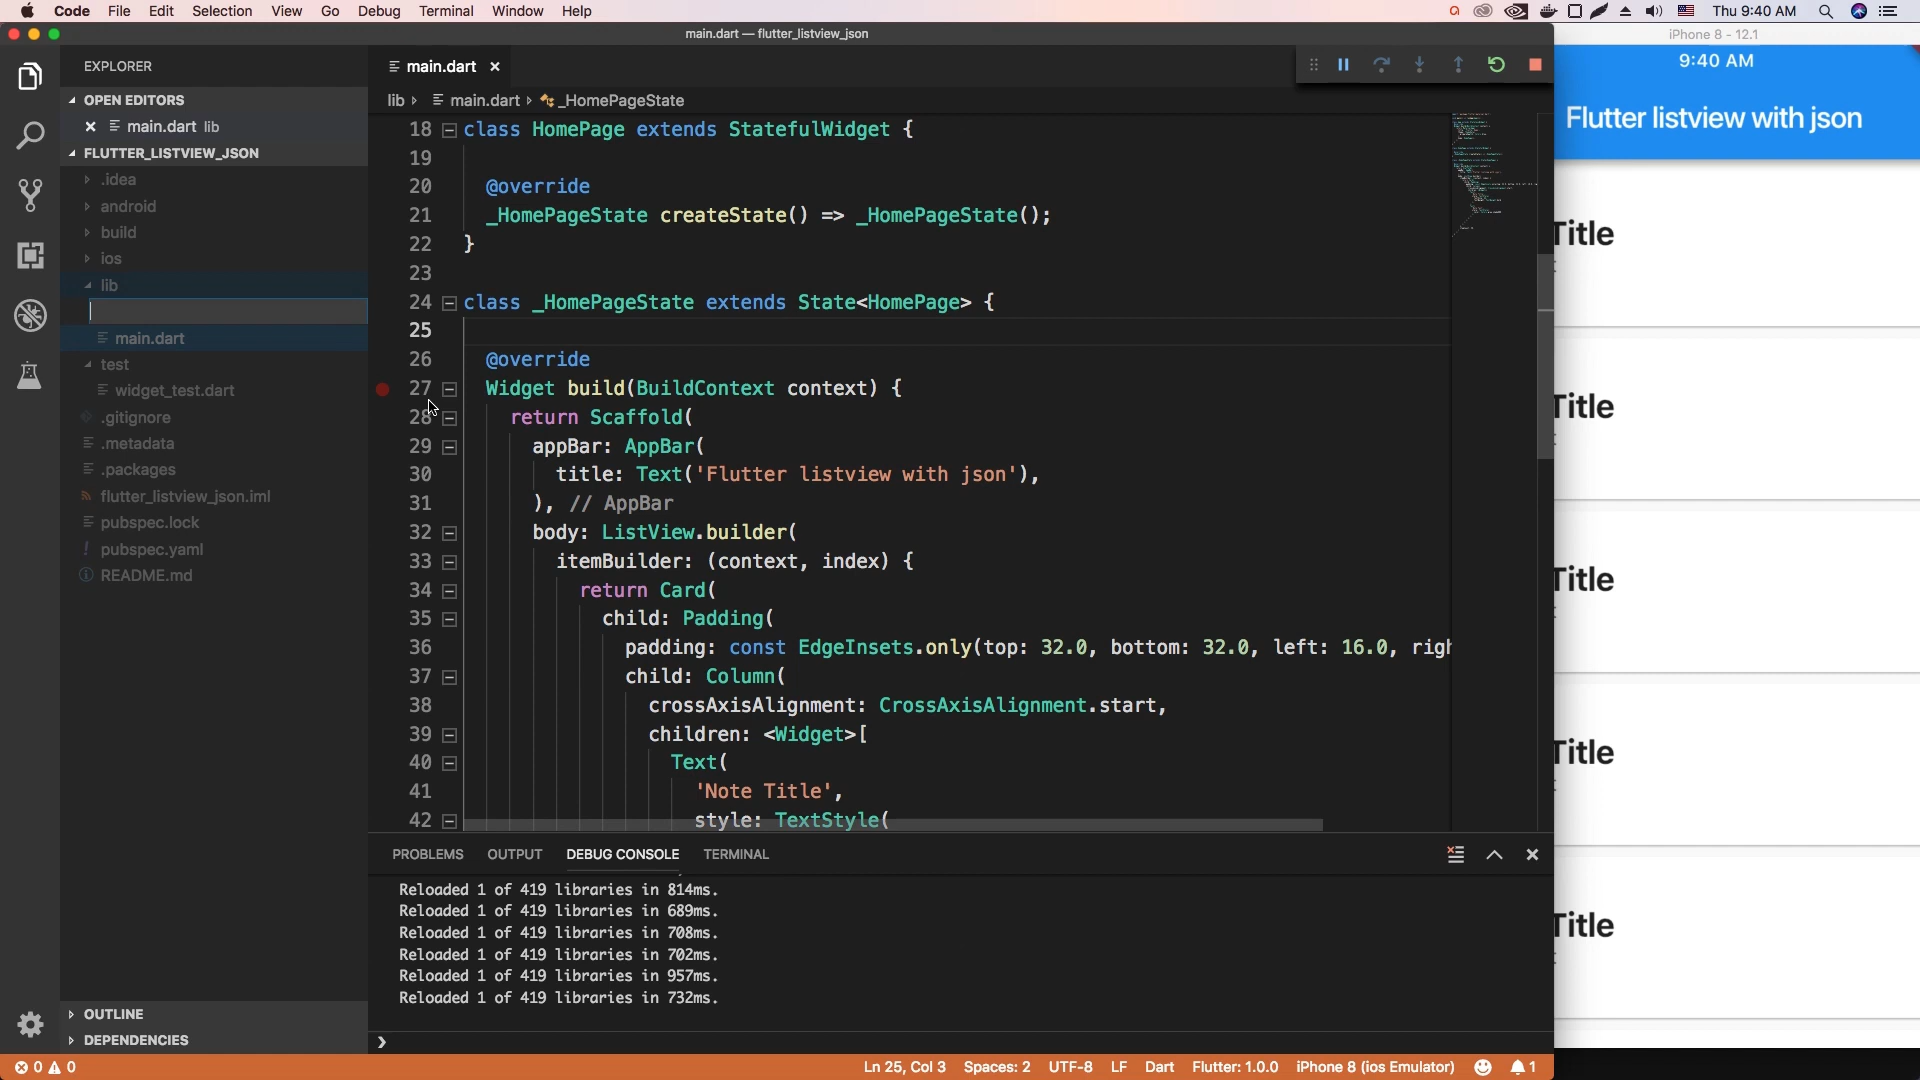 Code File Edit Selection View Go Debug Terminal Window Help
Thu 9:40 AM
main.dart — flutter_listview_json
iPhone 8 - 12.1
EXPLORER
OPEN EDITORS
main.dart lib
FLUTTER_LISTVIEW_JSON
.idea
android
build
ios
lib
main.dart
test
widget_test.dart
.gitignore
.metadata
.packages
flutter_listview_json.iml
pubspec.lock
pubspec.yaml
README.md
OUTLINE
DEPENDENCIES
main.dart
lib main.dart _HomePageState
18 class HomePage extends StatefulWidget {
19
20 @override
21 _HomePageState createState() => _HomePageState();
22 }
23
24 class _HomePageState extends State<HomePage> {
25
26 @override
27 Widget build(BuildContext context) {
28 return Scaffold(
29 appBar: AppBar(
30 title: Text('Flutter listview with json'),
31 ), // AppBar
32 body: ListView.builder(
33 itemBuilder: (context, index) {
34 return Card(
35 child: Padding(
36 padding: const EdgeInsets.only(top: 32.0, bottom: 32.0, left: 16.0, righ
37 child: Column(
38 crossAxisAlignment: CrossAxisAlignment.start,
39 children: <Widget>[
40 Text(
41 'Note Title',
42 style: TextStyle(
PROBLEMS OUTPUT DEBUG CONSOLE TERMINAL
Reloaded 1 of 419 libraries in 814ms.
Reloaded 1 of 419 libraries in 689ms.
Reloaded 1 of 419 libraries in 708ms.
Reloaded 1 of 419 libraries in 702ms.
Reloaded 1 of 419 libraries in 957ms.
Reloaded 1 of 419 libraries in 732ms.
0 0
Ln 25, Col 3 Spaces: 2 UTF-8 LF Dart Flutter: 1.0.0 iPhone 8 (ios Emulator) 1
9:40 AM
Flutter listview with json
Title
Title
Title
Title
Title